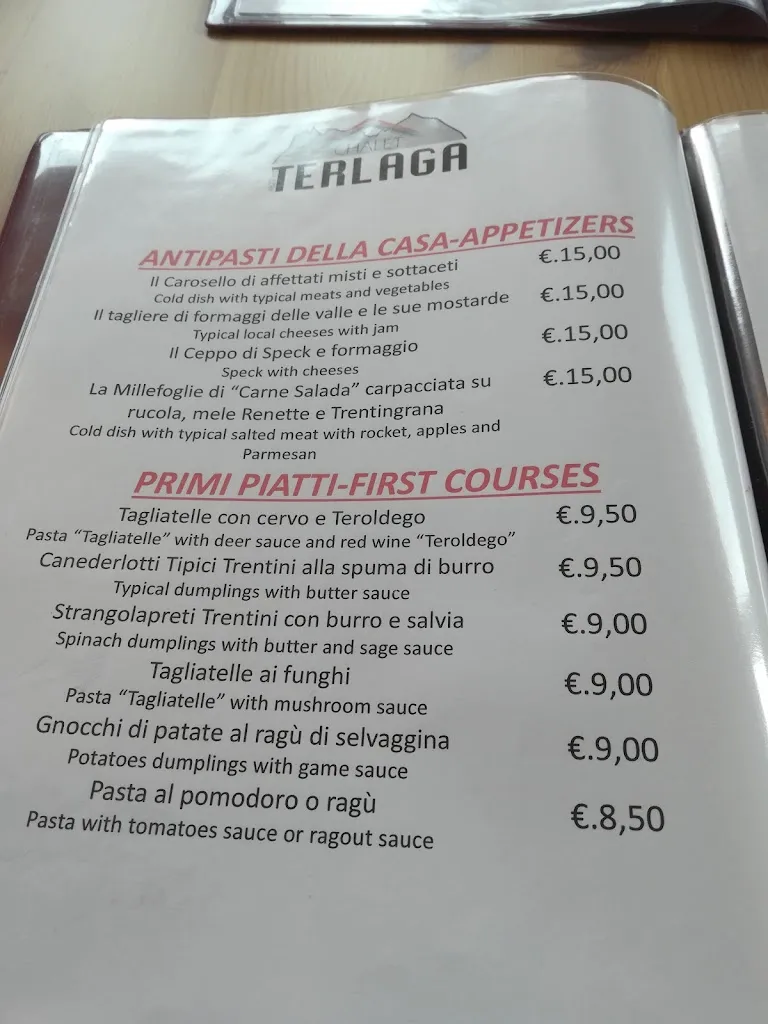 CHALET
TERLAGA
ANTIPASTI DELLA CASA-APPETIZERS
Il Carosello di affettati misti e sottaceti €.15,00
Cold dish with typical meats and vegetables
Il tagliere di formaggi delle valle e le sue mostarde €.15,00
Typical local cheeses with jam
Il Ceppo di Speck e formaggio €.15,00
Speck with cheeses
La Millefoglie di “Carne Salada” carpacciata su €.15,00
rucola, mele Renette e Trentingrana
Cold dish with typical salted meat with rocket, apples and
Parmesan
PRIMI PIATTI-FIRST COURSES
Tagliatelle con cervo e Teroldego €.9,50
Pasta “Tagliatelle” with deer sauce and red wine “Teroldego”
Canederlotti Tipici Trentini alla spuma di burro €.9,50
Typical dumplings with butter sauce
Strangolapreti Trentini con burro e salvia €.9,00
Spinach dumplings with butter and sage sauce
Tagliatelle ai funghi €.9,00
Pasta “Tagliatelle” with mushroom sauce
Gnocchi di patate al ragù di selvaggina €.9,00
Potatoes dumplings with game sauce
Pasta al pomodoro o ragù €.8,50
Pasta with tomatoes sauce or ragout sauce